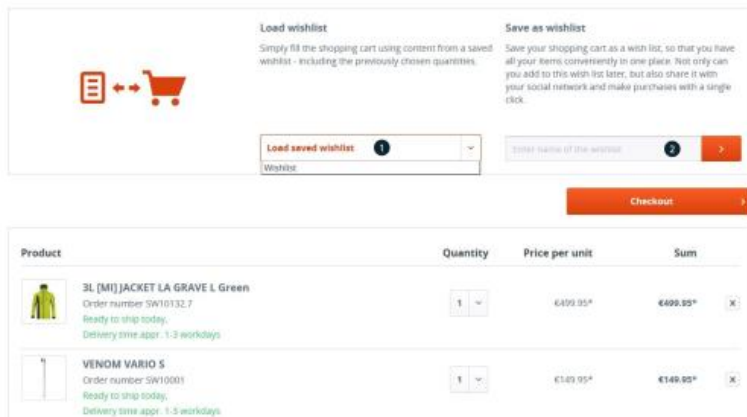 Load wishlist
Simply fill the shopping cart using content from a saved
wishlist - including the previously chosen quantities.
Save as wishlist
Save your shopping cart as a wish list, so that you have
all your items conveniently in one place. Not only can
you add to this wish list later, but also share it with
your social network and make purchases with a single
click.
Load saved wishlist 1
Wishlist
Enter name of the wishlist 2
Checkout
Product Quantity Price per unit Sum
3L [MI] JACKET LA GRAVE L Green
Order number SW10132.7
Ready to ship today,
Delivery time appr. 1-3 workdays
1 €499.95* €499.95*
VENOM VARIO S
Order number SW10001
Ready to ship today,
Delivery time appr. 1-3 workdays
1 €149.95* €149.95*